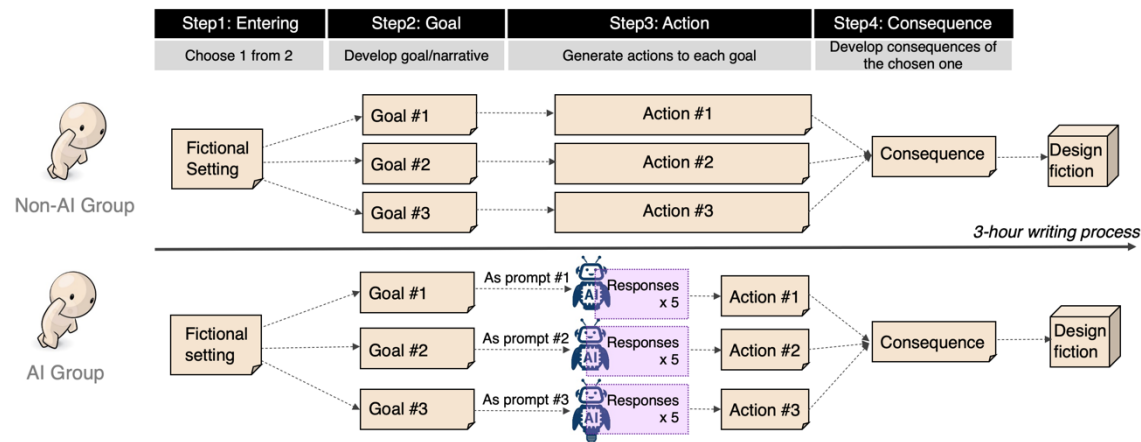 Step1: Entering
Step2: Goal
Step3: Action
Step4: Consequence
Choose 1 from 2
Develop goal/narrative
Generate actions to each goal
Develop consequences of
the chosen one
Non-AI Group
Fictional
Setting
Goal #1
Goal #2
Goal #3
Action #1
Action #2
Action #3
Consequence
Design
fiction
3-hour writing process
AI Group
Fictional
setting
Goal #1
Goal #2
Goal #3
As prompt #1
As prompt #2
As prompt #3
AI
Responses
x 5
AI
Responses
x 5
AI
Responses
x 5
Action #1
Action #2
Action #3
Consequence
Design
fiction